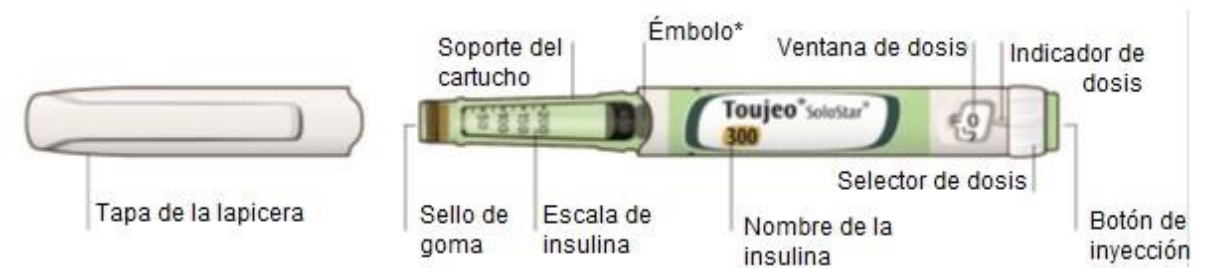 Émbolo*
Soporte del
cartucho
Ventana de dosis
Indicador de
dosis
Toujeo® SoloStar®
300
Selector de dosis
Tapa de la lapicera
Sello de
goma
Escala de
insulina
Nombre de la
insulina
Botón de
inyección